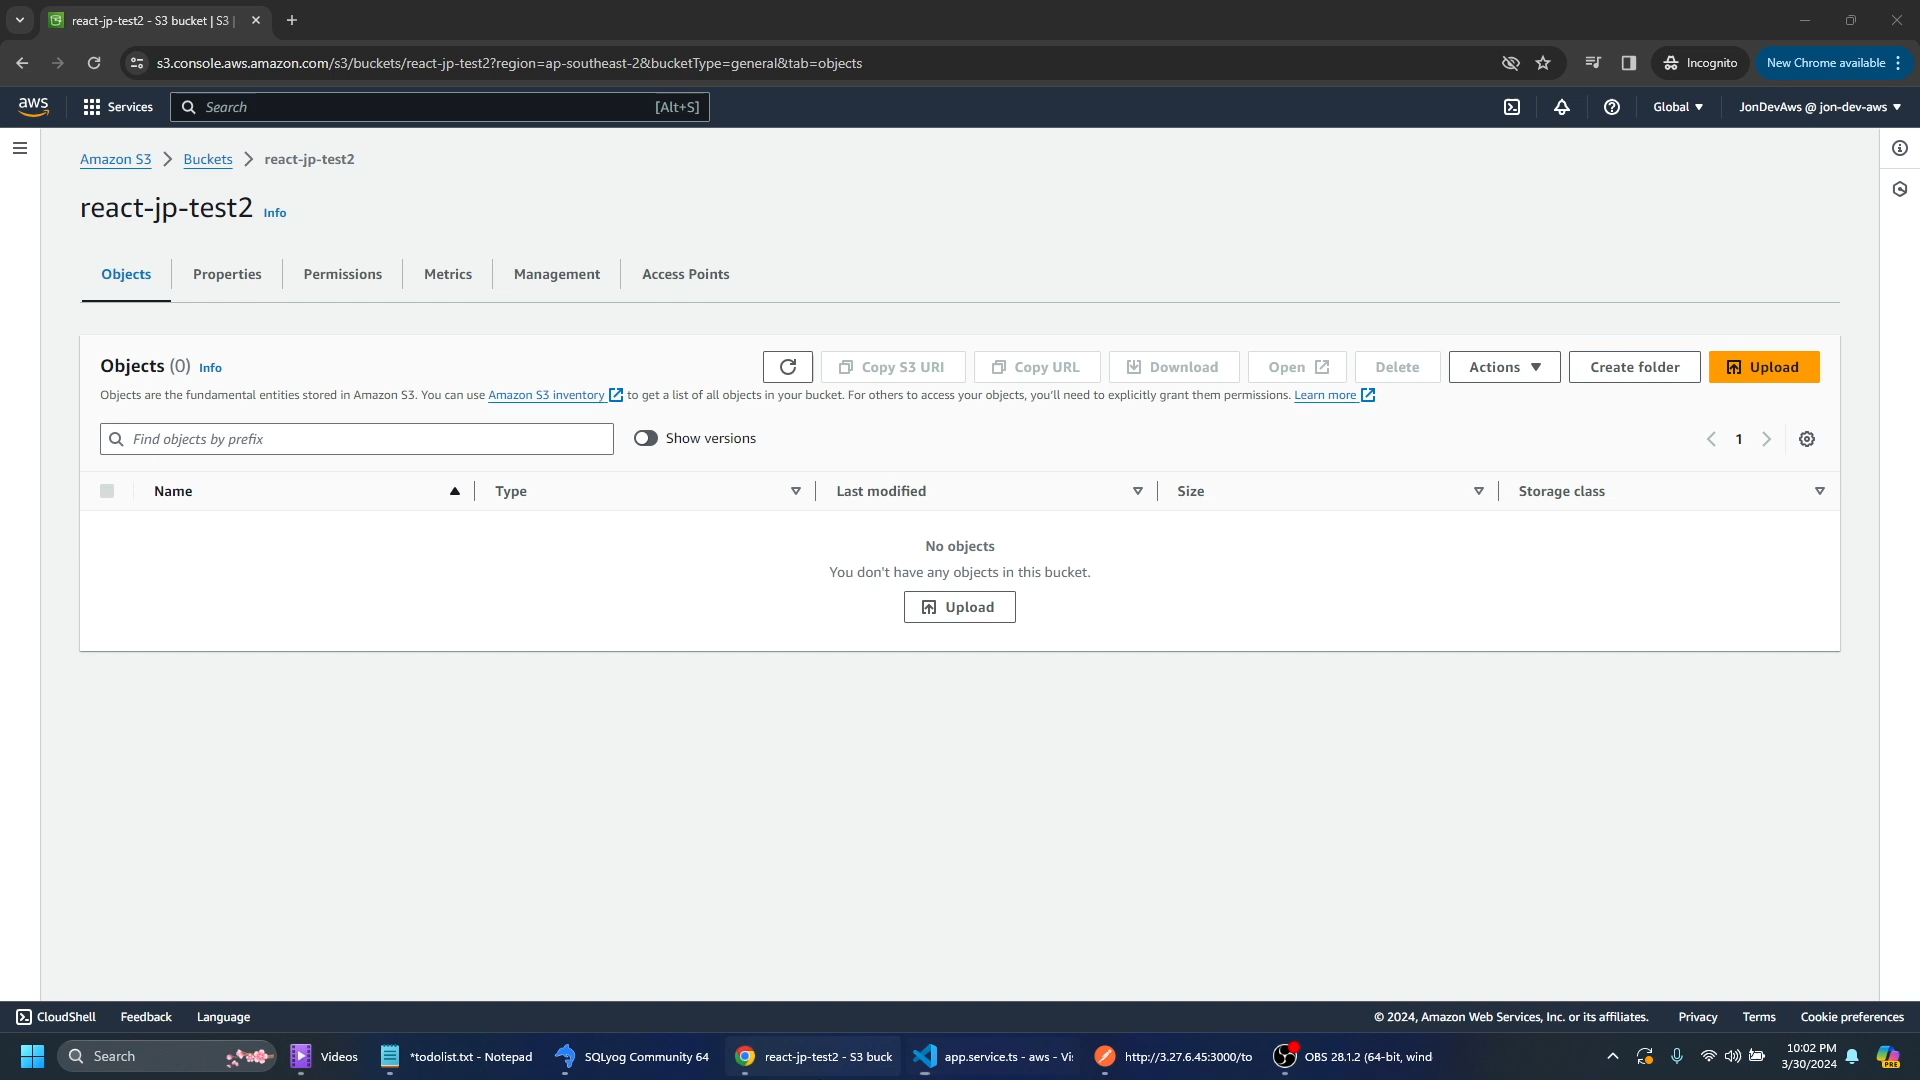 react-jp-test2 - S3 bucket | S3 |
s3.console.aws.amazon.com/s3/buckets/react-jp-test2?region=ap-southeast-2&bucketType=general&tab=objects
Incognito
New Chrome available
aws
Services
Search
[Alt+S]
Global
JonDevAws @ jon-dev-aws
Amazon S3
Buckets
react-jp-test2
react-jp-test2 Info
Objects
Properties
Permissions
Metrics
Management
Access Points
Objects (0) Info
Copy S3 URI
Copy URL
Download
Open
Delete
Actions
Create folder
Upload
Objects are the fundamental entities stored in Amazon S3. You can use Amazon S3 inventory to get a list of all objects in your bucket. For others to access your objects, you'll need to explicitly grant them permissions. Learn more
Find objects by prefix
Show versions
1
Name
Type
Last modified
Size
Storage class
No objects
You don't have any objects in this bucket.
Upload
CloudShell
Feedback
Language
© 2024, Amazon Web Services, Inc. or its affiliates.
Privacy
Terms
Cookie preferences
Search
Videos
*todolist.txt - Notepad
SQLyog Community 64
react-jp-test2 - S3 buck
app.service.ts - aws - Vi
http://3.27.6.45:3000/to
OBS 28.1.2 (64-bit, wind
10:02 PM
3/30/2024
PRE